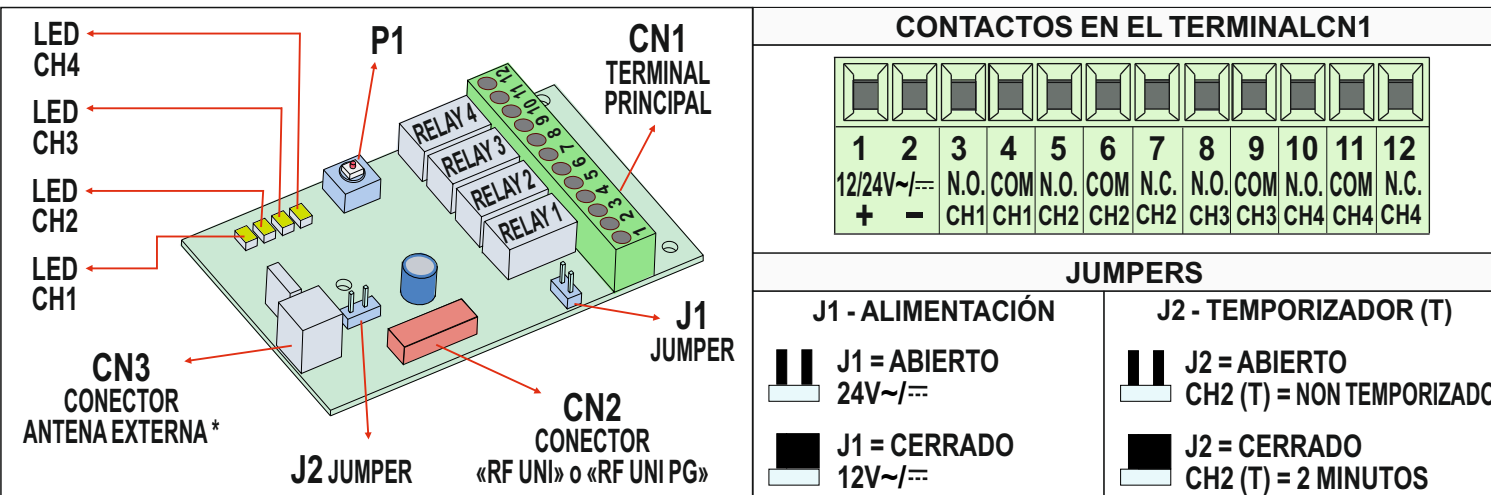 LED
CH4
LED
CH3
LED
CH2
LED
CH1
P1
CN1
TERMINAL
PRINCIPAL
RELAY 4
RELAY 3
RELAY 2
RELAY 1
12
11
10
9
8
7
6
5
4
3
2
1
J1
JUMPER
CN3
CONECTOR
ANTENA EXTERNA *
J2 JUMPER
CN2
CONECTOR
«RF UNI» o «RF UNI PG»
CONTACTOS EN EL TERMINALCN1
1 2 3 4 5 6 7 8 9 10 11 12
12/24V~/⎓ N.O. COM N.O. COM N.C. N.O. COM N.O. COM N.C.
+ − CH1 CH1 CH2 CH2 CH2 CH3 CH3 CH4 CH4 CH4
JUMPERS
J1 - ALIMENTACIÓN
J1 = ABIERTO
24V~/⎓
J1 = CERRADO
12V~/⎓
J2 - TEMPORIZADOR (T)
J2 = ABIERTO
CH2 (T) = NON TEMPORIZADO
J2 = CERRADO
CH2 (T) = 2 MINUTOS